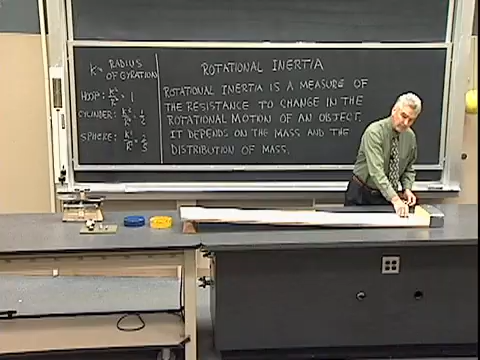 K = RADIUS
OF GYRATION
HOOP: K²/R² = 1
CYLINDER: K²/R² = 1/2
SPHERE: K²/R² = 2/5
ROTATIONAL INERTIA
ROTATIONAL INERTIA IS A MEASURE OF
THE RESISTANCE TO CHANGE IN THE
ROTATIONAL MOTION OF AN OBJECT.
IT DEPENDS ON THE MASS AND THE
DISTRIBUTION OF MASS.